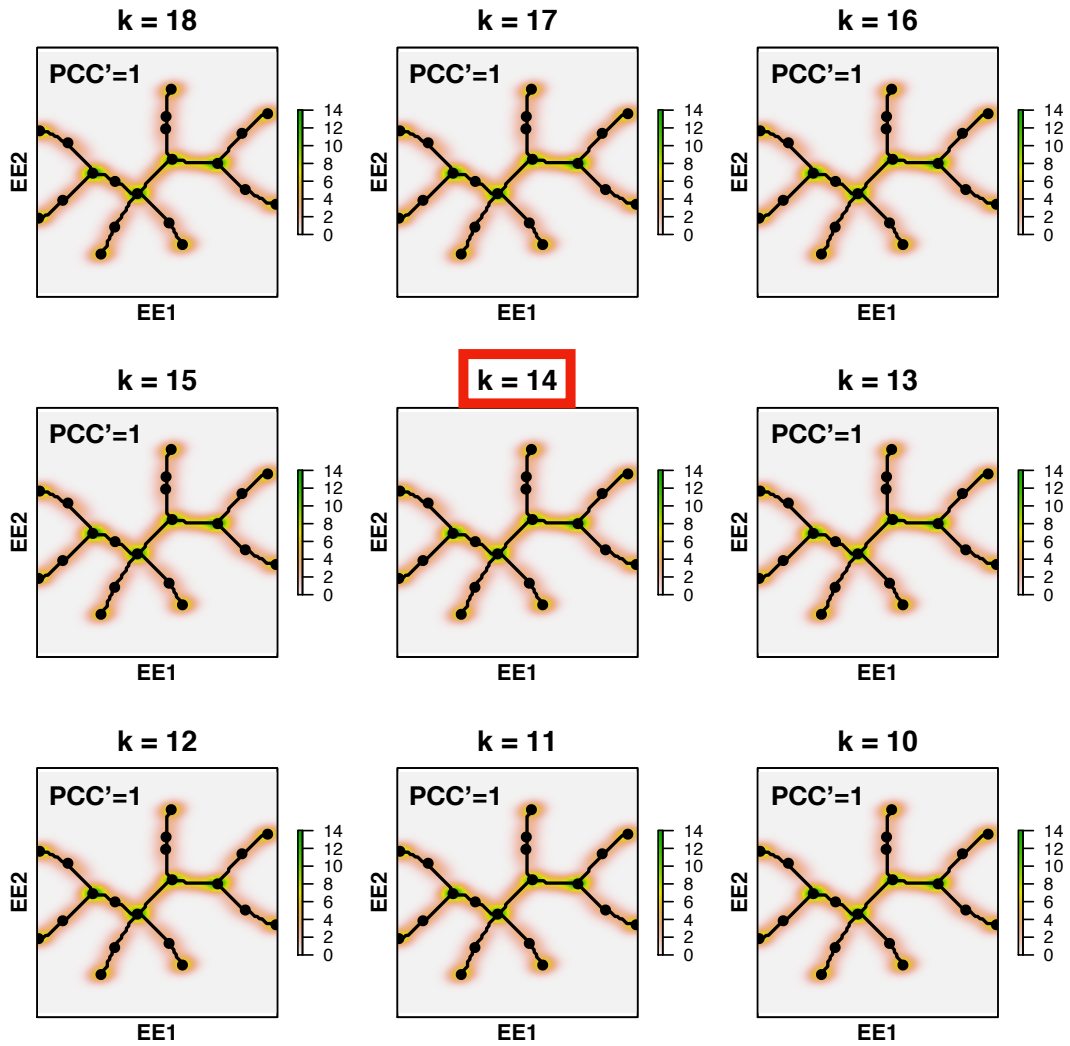 k = 18
PCC'=1
14
12
10
8
6
4
2
0
EE2
EE1
k = 17
PCC'=1
14
12
10
8
6
4
2
0
EE2
EE1
k = 16
PCC'=1
14
12
10
8
6
4
2
0
EE2
EE1
k = 15
PCC'=1
14
12
10
8
6
4
2
0
EE2
EE1
k = 14
14
12
10
8
6
4
2
0
EE2
EE1
k = 13
PCC'=1
14
12
10
8
6
4
2
0
EE2
EE1
k = 12
PCC'=1
14
12
10
8
6
4
2
0
EE2
EE1
k = 11
PCC'=1
14
12
10
8
6
4
2
0
EE2
EE1
k = 10
PCC'=1
14
12
10
8
6
4
2
0
EE2
EE1